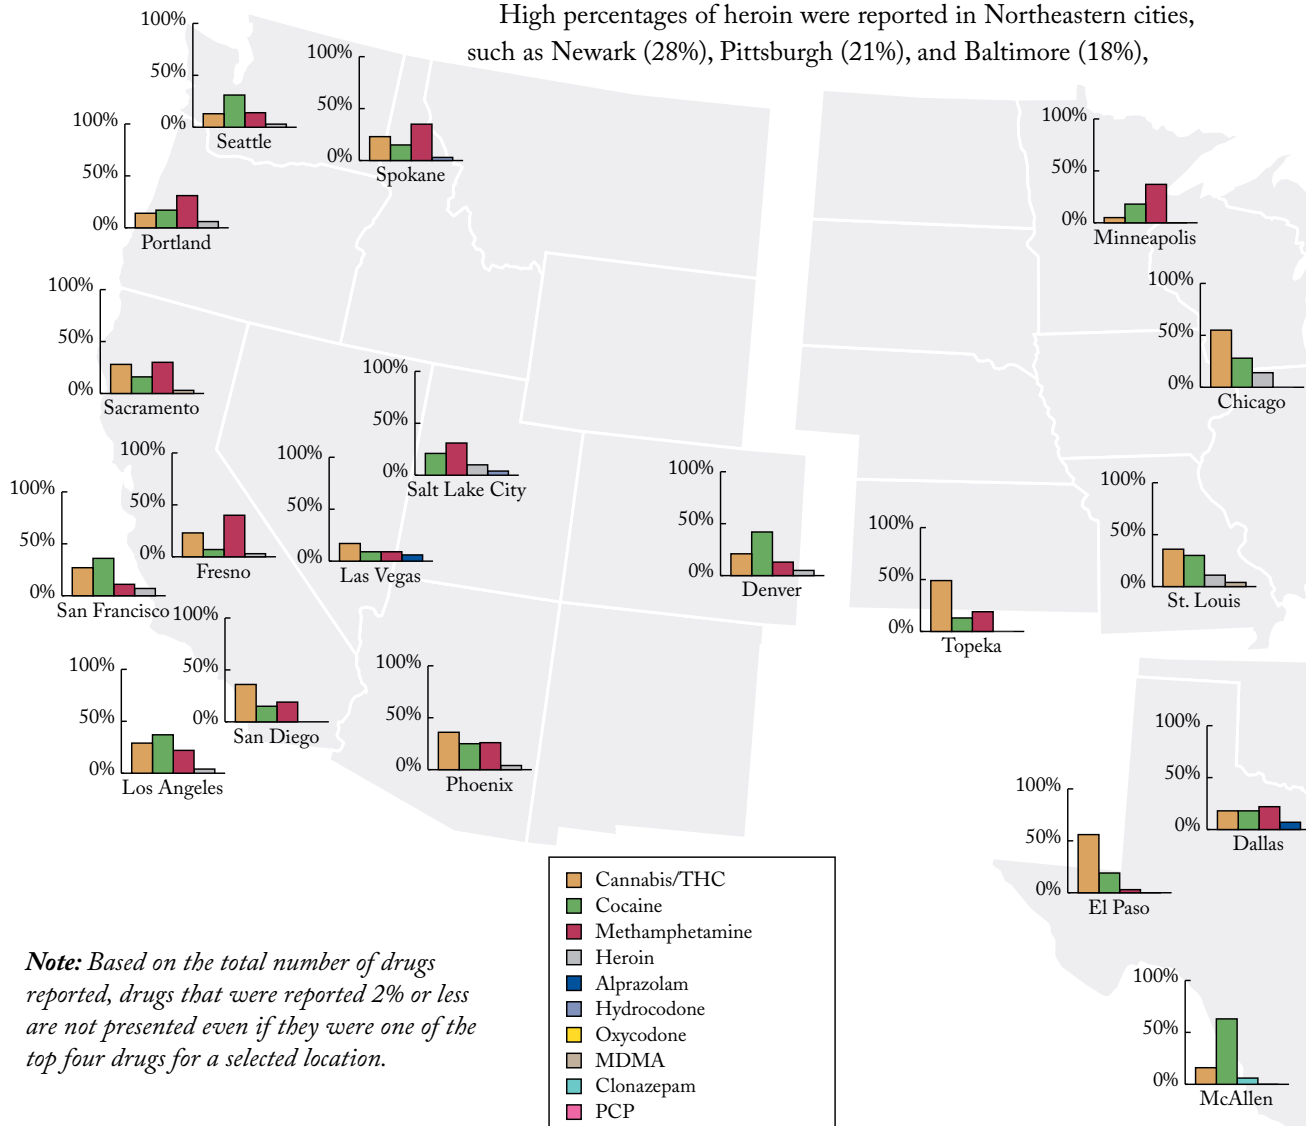 High percentages of heroin were reported in Northeastern cities,
such as Newark (28%), Pittsburgh (21%), and Baltimore (18%),
100%
50%
0%
Seattle
100%
50%
0%
Spokane
100%
50%
0%
Portland
100%
50%
0%
Minneapolis
100%
50%
0%
Sacramento
100%
50%
0%
Chicago
100%
50%
0%
Salt Lake City
100%
50%
0%
Fresno
100%
50%
0%
Las Vegas
100%
50%
0%
San Francisco
100%
50%
0%
Denver
100%
50%
0%
Topeka
100%
50%
0%
St. Louis
100%
50%
0%
San Diego
100%
50%
0%
Los Angeles
100%
50%
0%
Phoenix
100%
50%
0%
Dallas
100%
50%
0%
El Paso
100%
50%
0%
McAllen
Cannabis/THC
Cocaine
Methamphetamine
Heroin
Alprazolam
Hydrocodone
Oxycodone
MDMA
Clonazepam
PCP
Note: Based on the total number of drugs
reported, drugs that were reported 2% or less
are not presented even if they were one of the
top four drugs for a selected location.